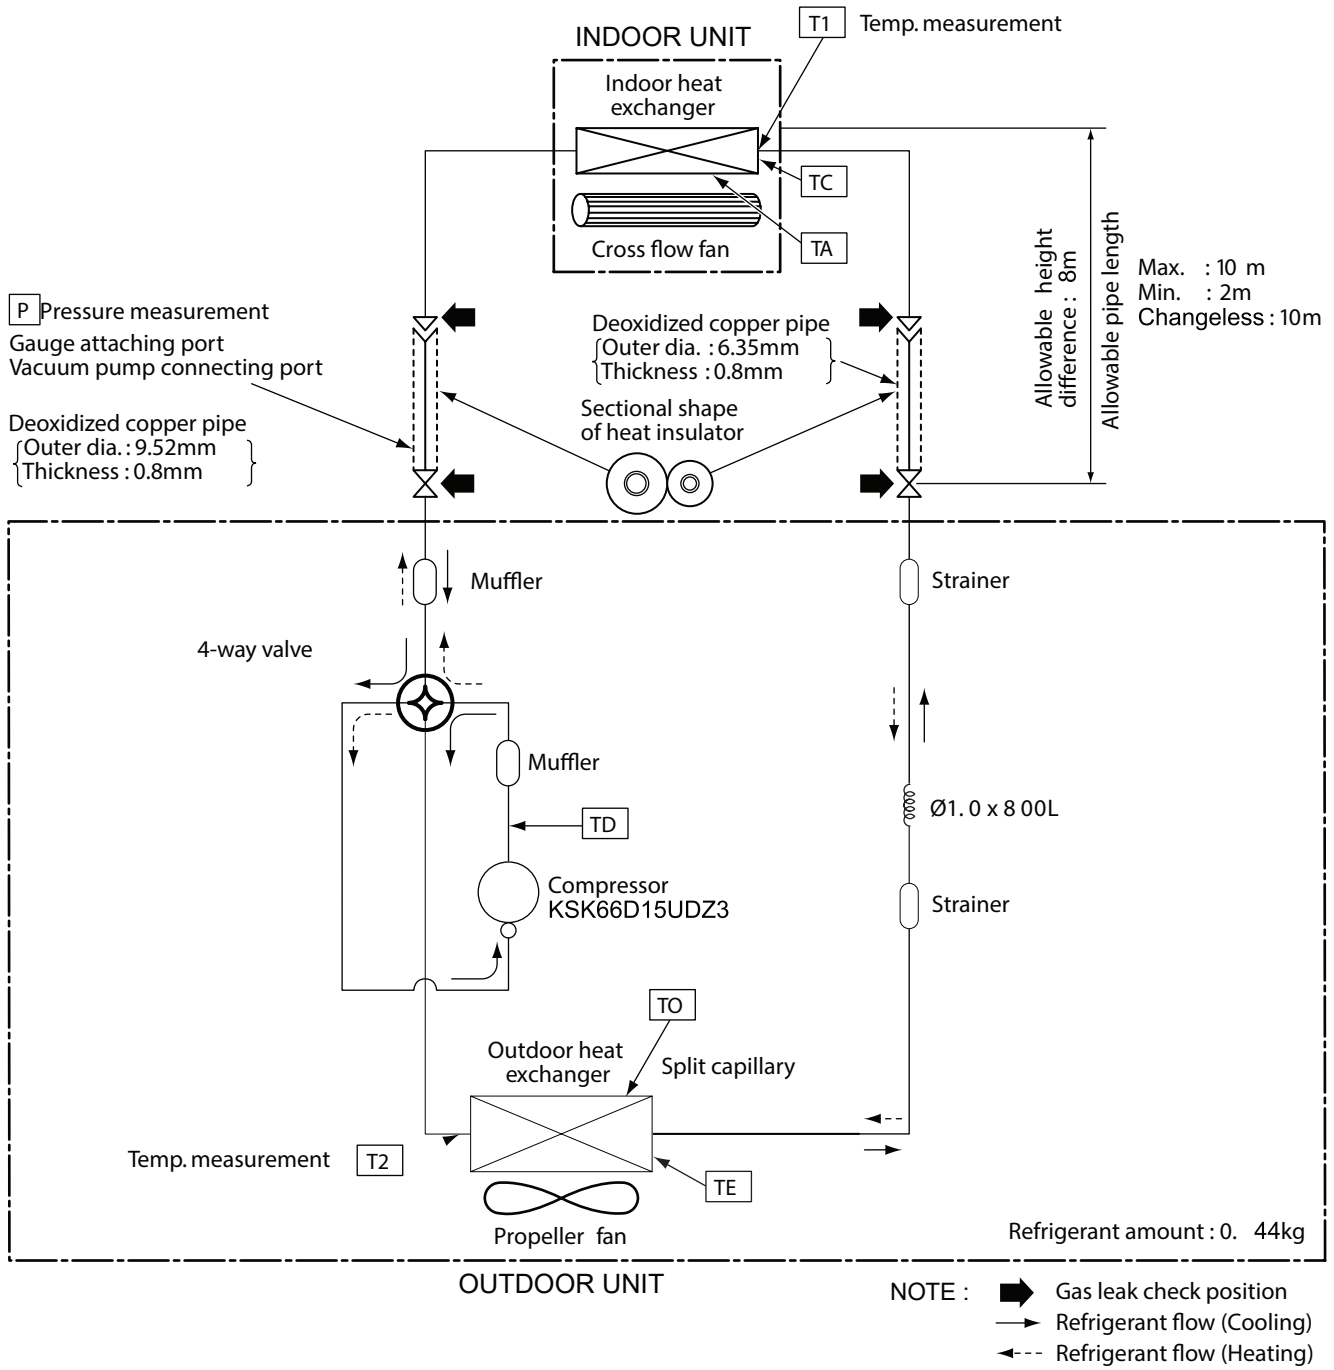 T1 Temp. measurement
INDOOR UNIT
Indoor heat
exchanger
TC
TA
Cross flow fan
Allowable height
difference : 8m
Allowable pipe length
Max. : 10 m
Min. : 2m
Changeless : 10m
P Pressure measurement
Gauge attaching port
Vacuum pump connecting port
Deoxidized copper pipe
Outer dia. : 9.52mm
Thickness : 0.8mm
Deoxidized copper pipe
Outer dia. : 6.35mm
Thickness : 0.8mm
Sectional shape
of heat insulator
Muffler
Strainer
4-way valve
Muffler
TD
Ø1. 0 x 8 00L
Compressor
KSK66D15UDZ3
Strainer
TO
Outdoor heat
exchanger
Split capillary
Temp. measurement T2
TE
Propeller fan
Refrigerant amount : 0. 44kg
OUTDOOR UNIT
NOTE : Gas leak check position
Refrigerant flow (Cooling)
Refrigerant flow (Heating)